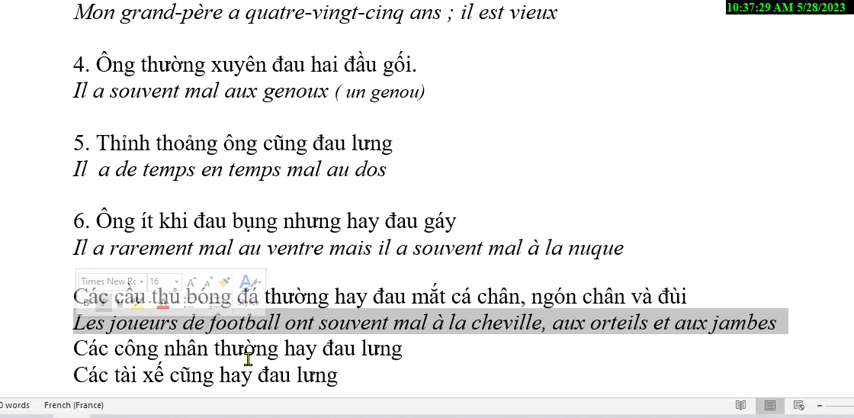 10:37:29 AM 5/28/2023
Mon grand-père a quatre-vingt-cinq ans ; il est vieux
4. Ông thường xuyên đau hai đầu gối.
Il a souvent mal aux genoux ( un genou)
5. Thỉnh thoảng ông cũng đau lưng
Il a de temps en temps mal au dos
6. Ông ít khi đau bụng nhưng hay đau gáy
Il a rarement mal au ventre mais il a souvent mal à la nuque
Times New Rc 16
Các cầu thủ bóng đá thường hay đau mắt cá chân, ngón chân và đùi
Les joueurs de football ont souvent mal à la cheville, aux orteils et aux jambes
Các công nhân thường hay đau lưng
Các tài xế cũng hay đau lưng
0 words French (France)